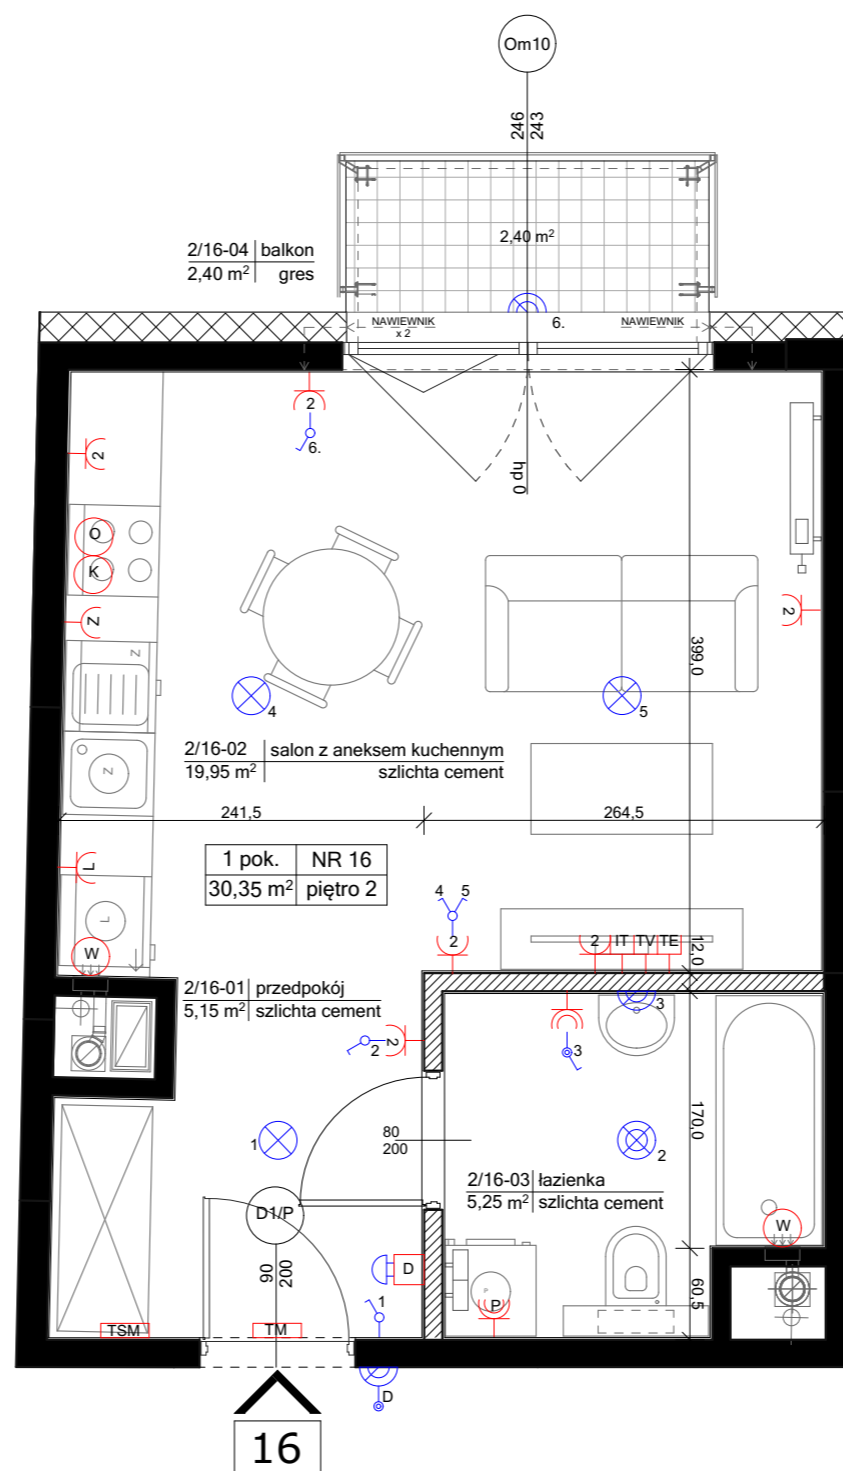 Om10
246
243
2,40 m²
2/16-04 balkon
2,40 m² gres
NAWIEWNIK
x 2
6.
NAWIEWNIK
2
6.
2
hp 0
O
K
Z
2
Z
399,0
4
5
2/16-02 salon z aneksem kuchennym
19,95 m² szlichta cement
Z
241,5
264,5
1 pok. NR 16
30,35 m² piętro 2
L
L
4 5
2
2 IT TV TE
12,0
W
2/16-01 przedpokój
5,15 m² szlichta cement
3
2
2
3
1
80
200
170,0
2
2/16-03 łazienka
5,25 m² szlichta cement
D1/P
W
90
200
D
P
P
60,5
1
TSM
TM
D
16